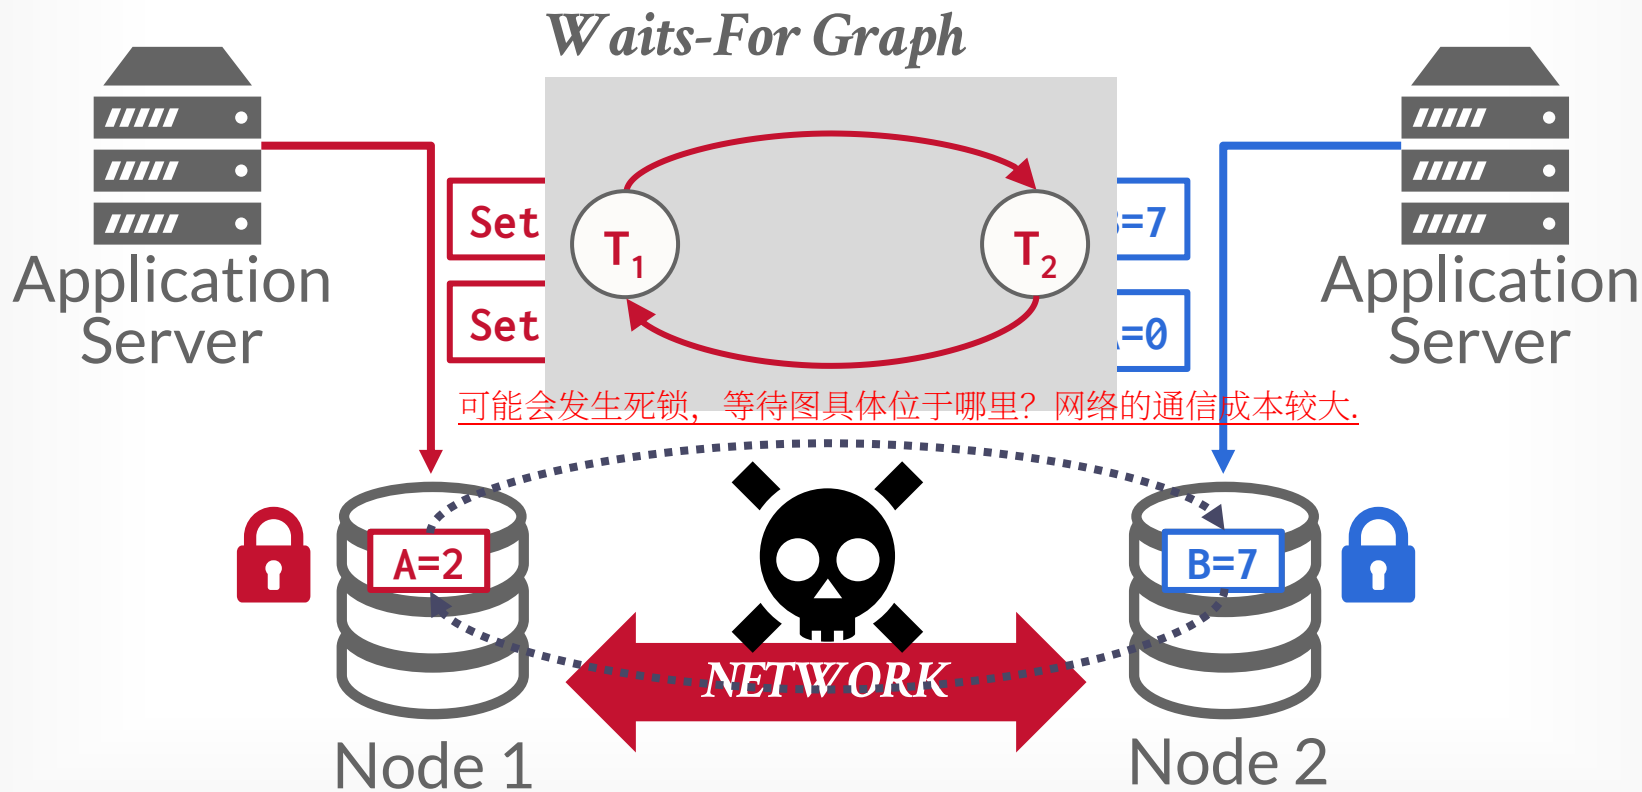 Waits-For Graph
Set
Set
T1
T2
=7
=0
Application
Server
Application
Server
可能会发生死锁，等待图具体位于哪里？网络的通信成本较大.
A=2
B=7
NETWORK
Node 1
Node 2